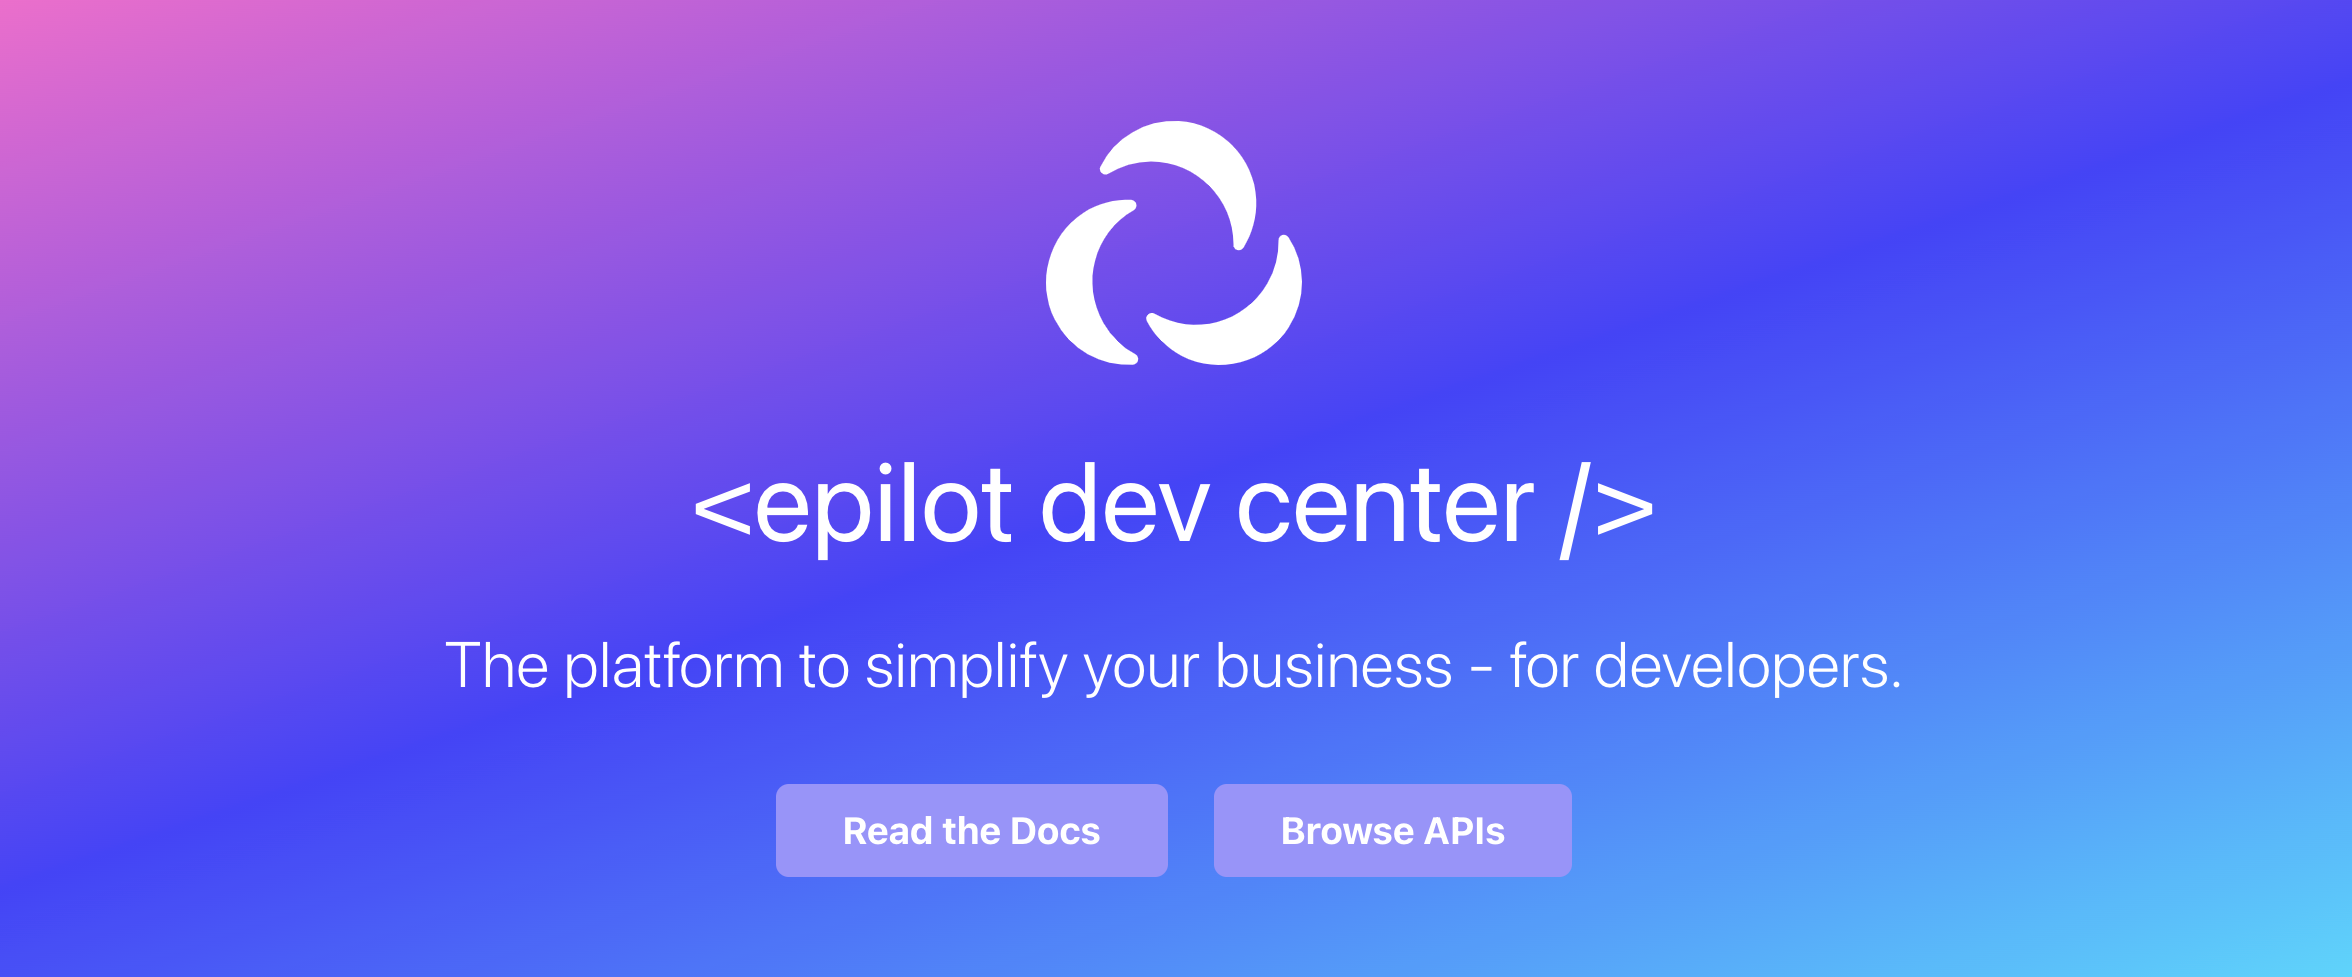 <epilot dev center />
The platform to simplify your business - for developers.
Read the Docs
Browse APIs